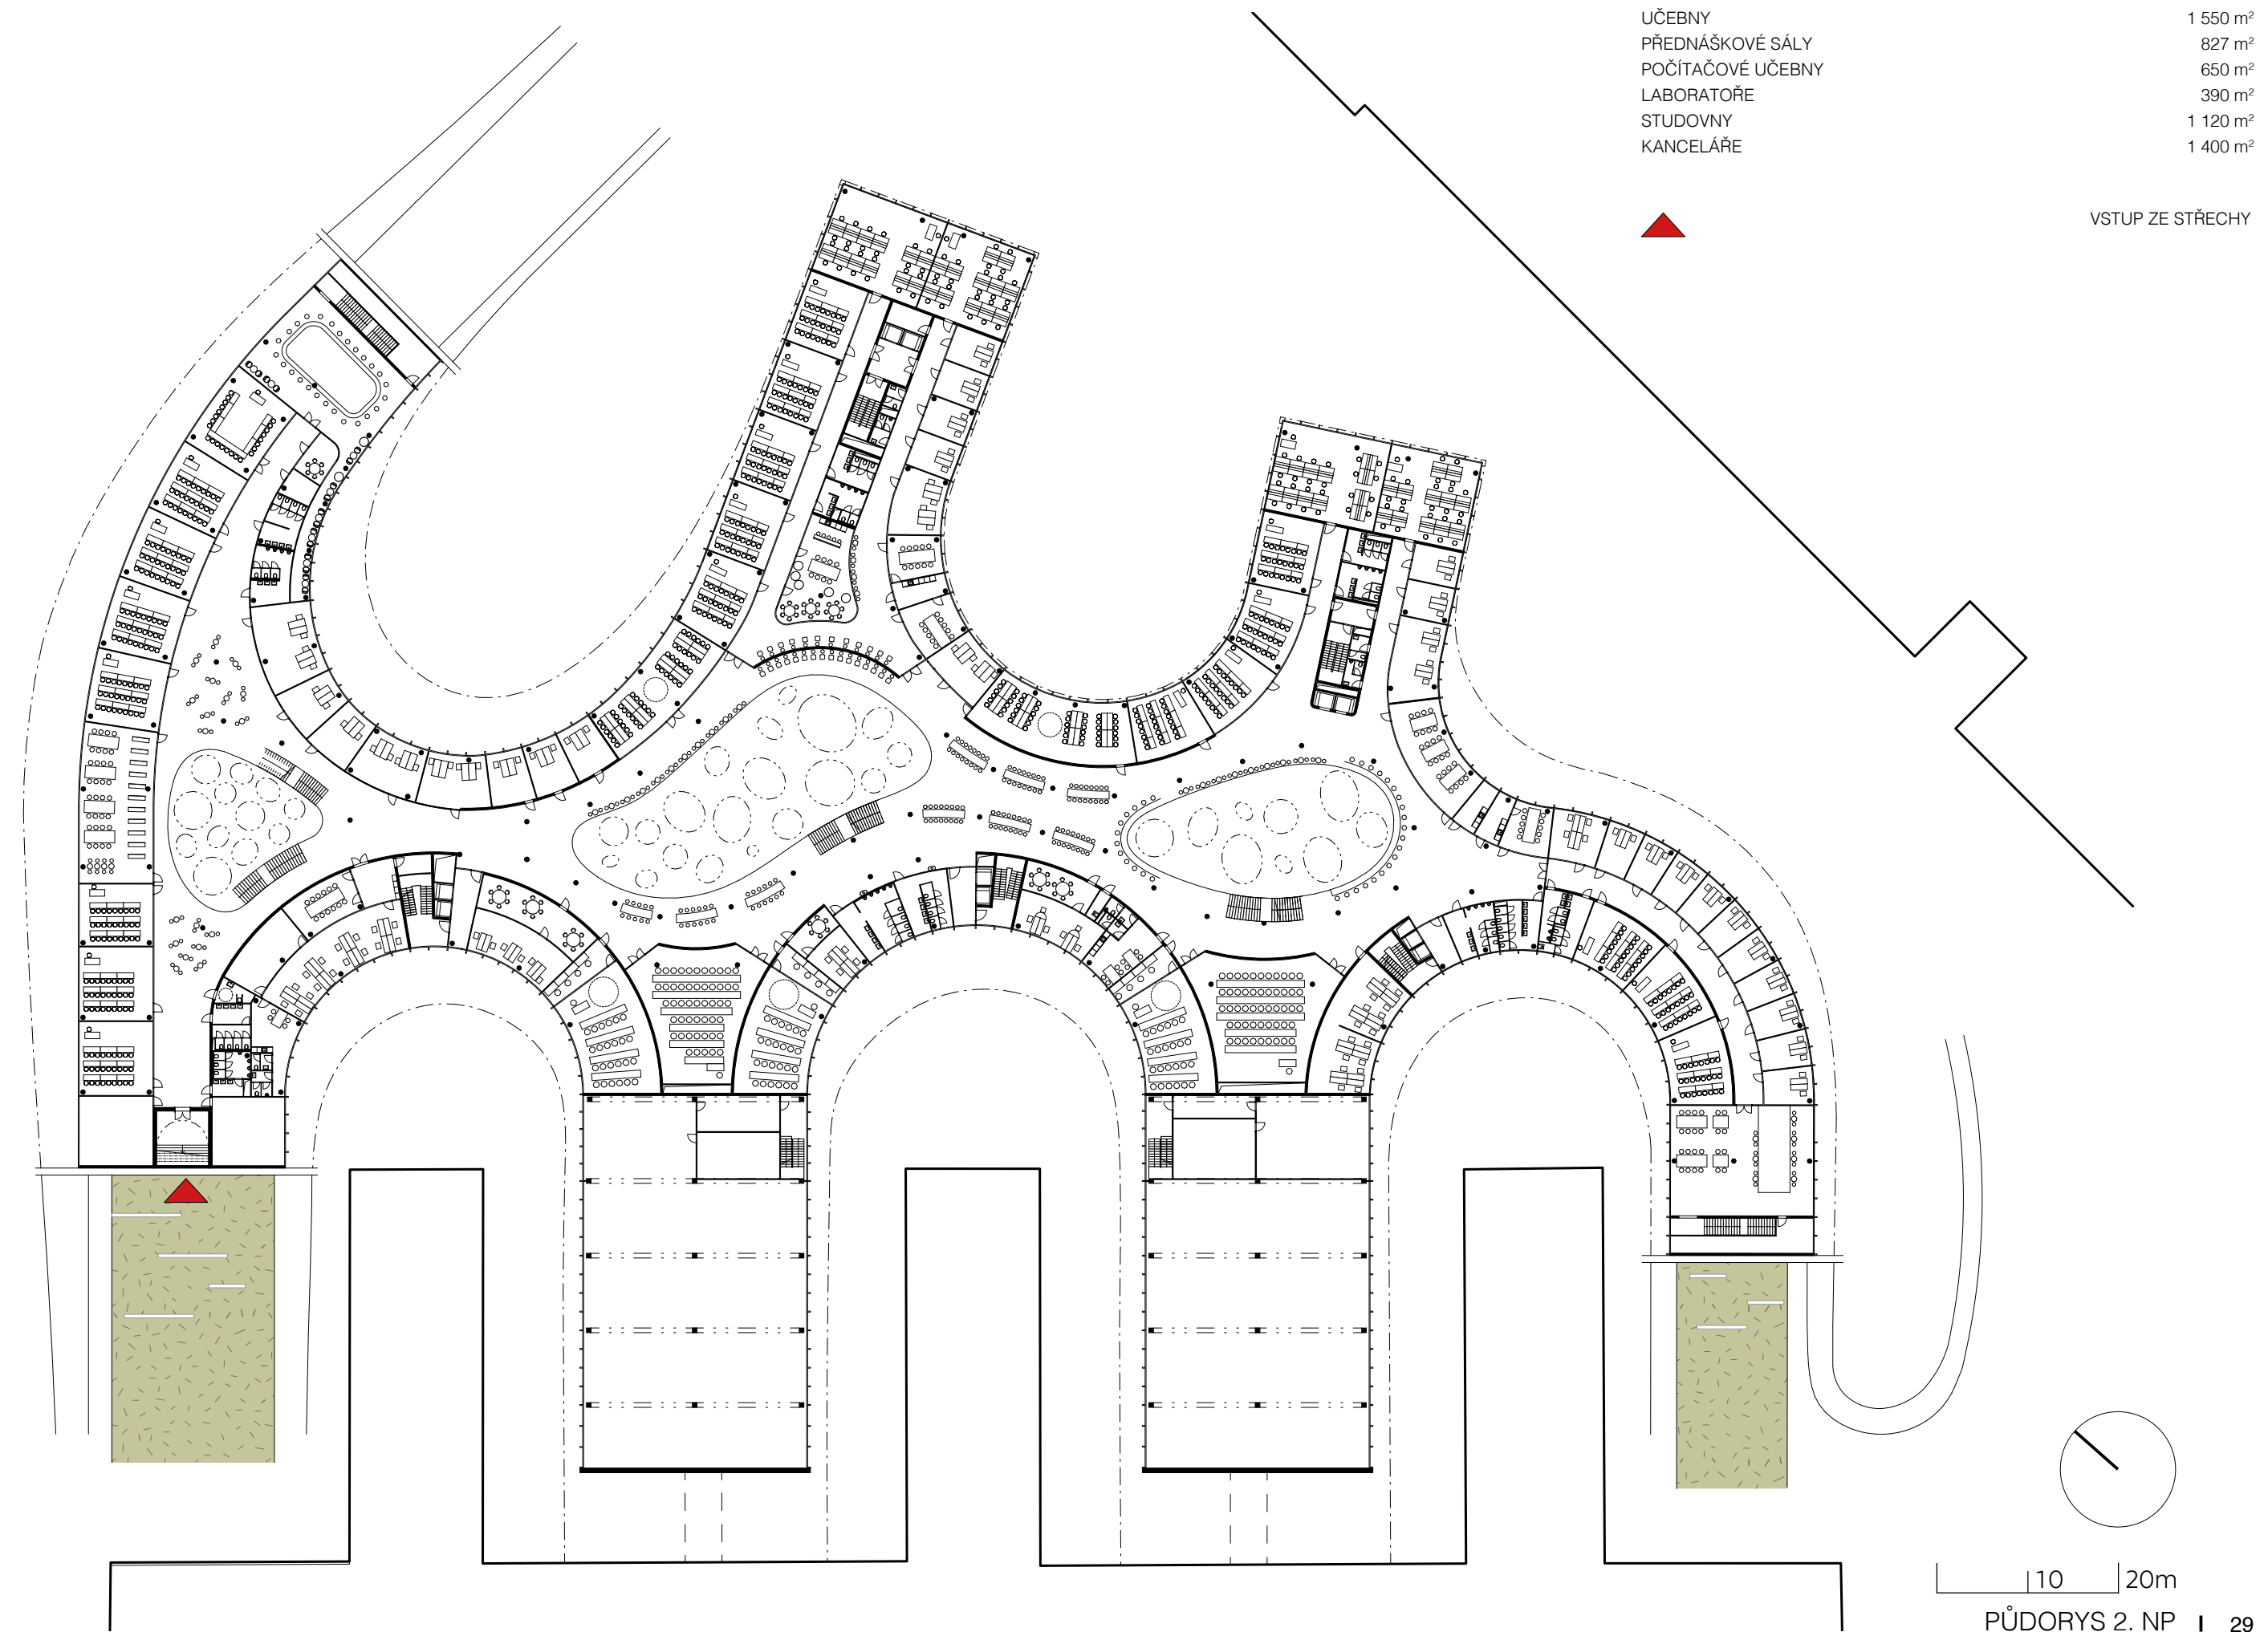 UČEBNY 1 550 m²
PŘEDNÁŠKOVÉ SÁLY 827 m²
POČÍTAČOVÉ UČEBNY 650 m²
LABORATOŘE 390 m²
STUDOVNY 1 120 m²
KANCELÁŘE 1 400 m²
VSTUP ZE STŘECHY
10 20m
PŮDORYS 2. NP | 29